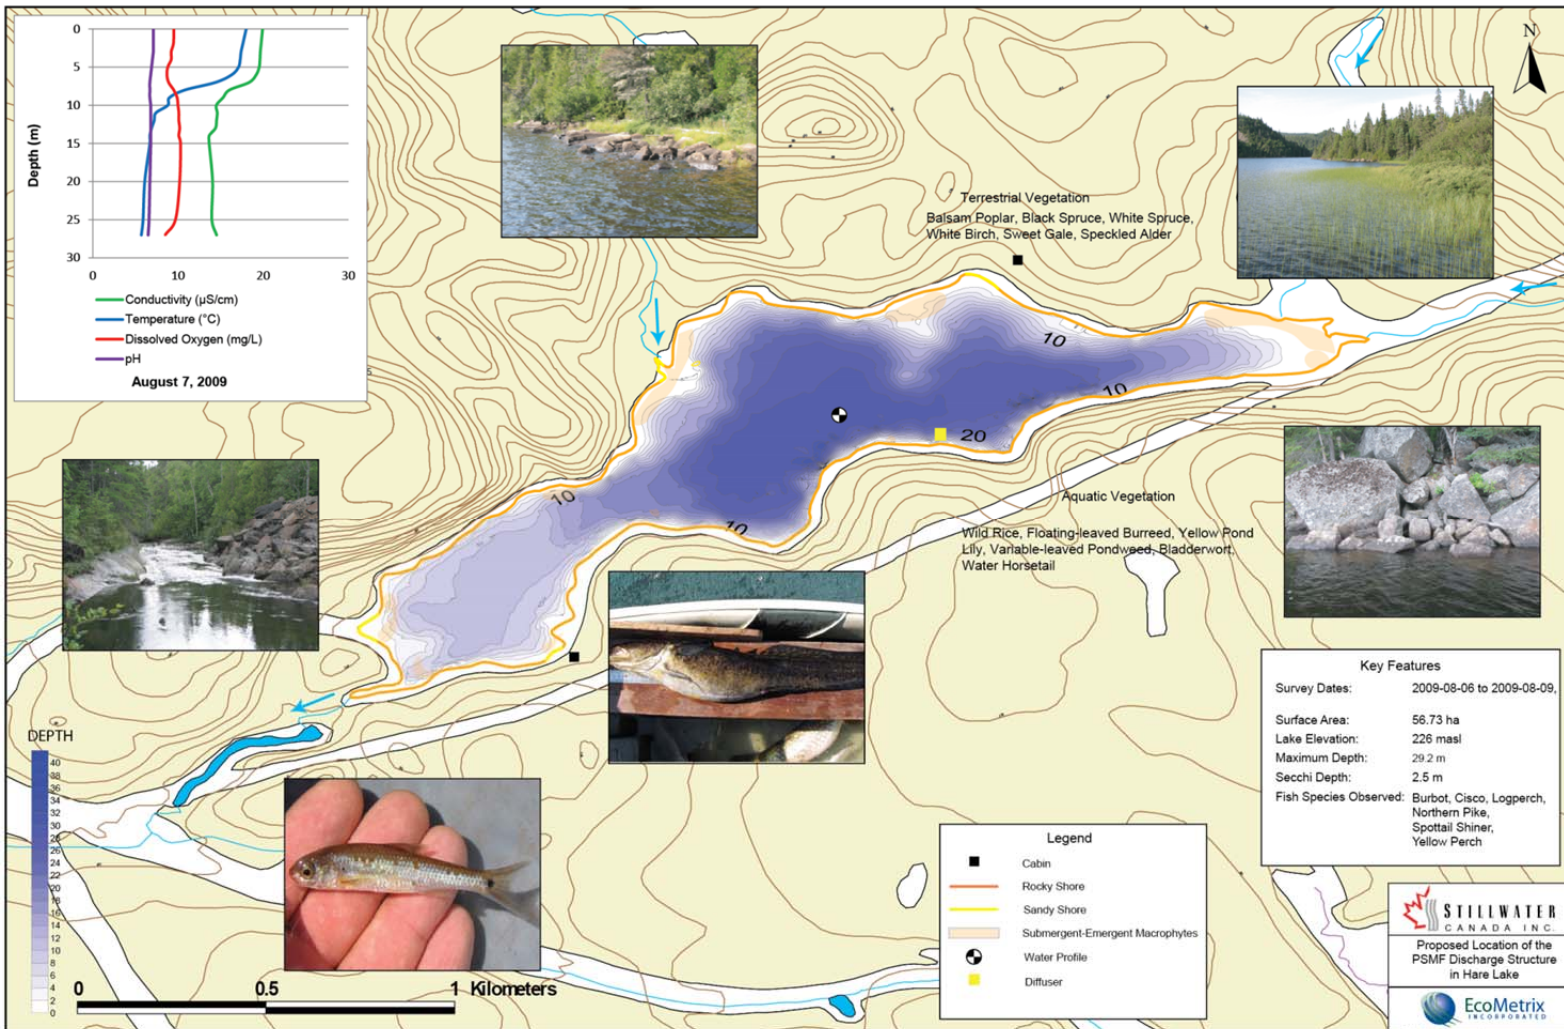 0
5
10
15
20
25
30
Depth (m)
0 10 20 30
Conductivity (µS/cm)
Temperature (°C)
Dissolved Oxygen (mg/L)
pH
August 7, 2009
N
Terrestrial Vegetation
Balsam Poplar, Black Spruce, White Spruce,
White Birch, Sweet Gale, Speckled Alder
10
10
20
10
10
Aquatic Vegetation
Wild Rice, Floating-leaved Burreed, Yellow Pond
Lily, Variable-leaved Pondweed, Bladderwort,
Water Horsetail
Key Features
Survey Dates: 2009-08-06 to 2009-08-09,
Surface Area: 56.73 ha
Lake Elevation: 226 masl
Maximum Depth: 29.2 m
Secchi Depth: 2.5 m
Fish Species Observed: Burbot, Cisco, Logperch,
Northern Pike,
Spottail Shiner,
Yellow Perch
DEPTH
40
38
36
34
32
30
28
26
24
22
20
18
16
14
12
10
8
6
4
2
0
0 0.5 1 Kilometers
Legend
Cabin
Rocky Shore
Sandy Shore
Submergent-Emergent Macrophytes
Water Profile
Diffuser
STILLWATER
CANADA INC.
Proposed Location of the
PSMF Discharge Structure
in Hare Lake
EcoMetrix
INCORPORATED